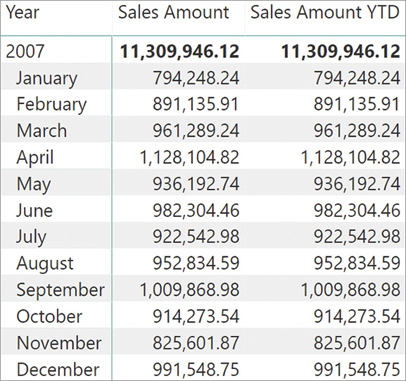 Year Sales Amount Sales Amount YTD
2007 11,309,946.12 11,309,946.12
January 794,248.24 794,248.24
February 891,135.91 891,135.91
March 961,289.24 961,289.24
April 1,128,104.82 1,128,104.82
May 936,192.74 936,192.74
June 982,304.46 982,304.46
July 922,542.98 922,542.98
August 952,834.59 952,834.59
September 1,009,868.98 1,009,868.98
October 914,273.54 914,273.54
November 825,601.87 825,601.87
December 991,548.75 991,548.75